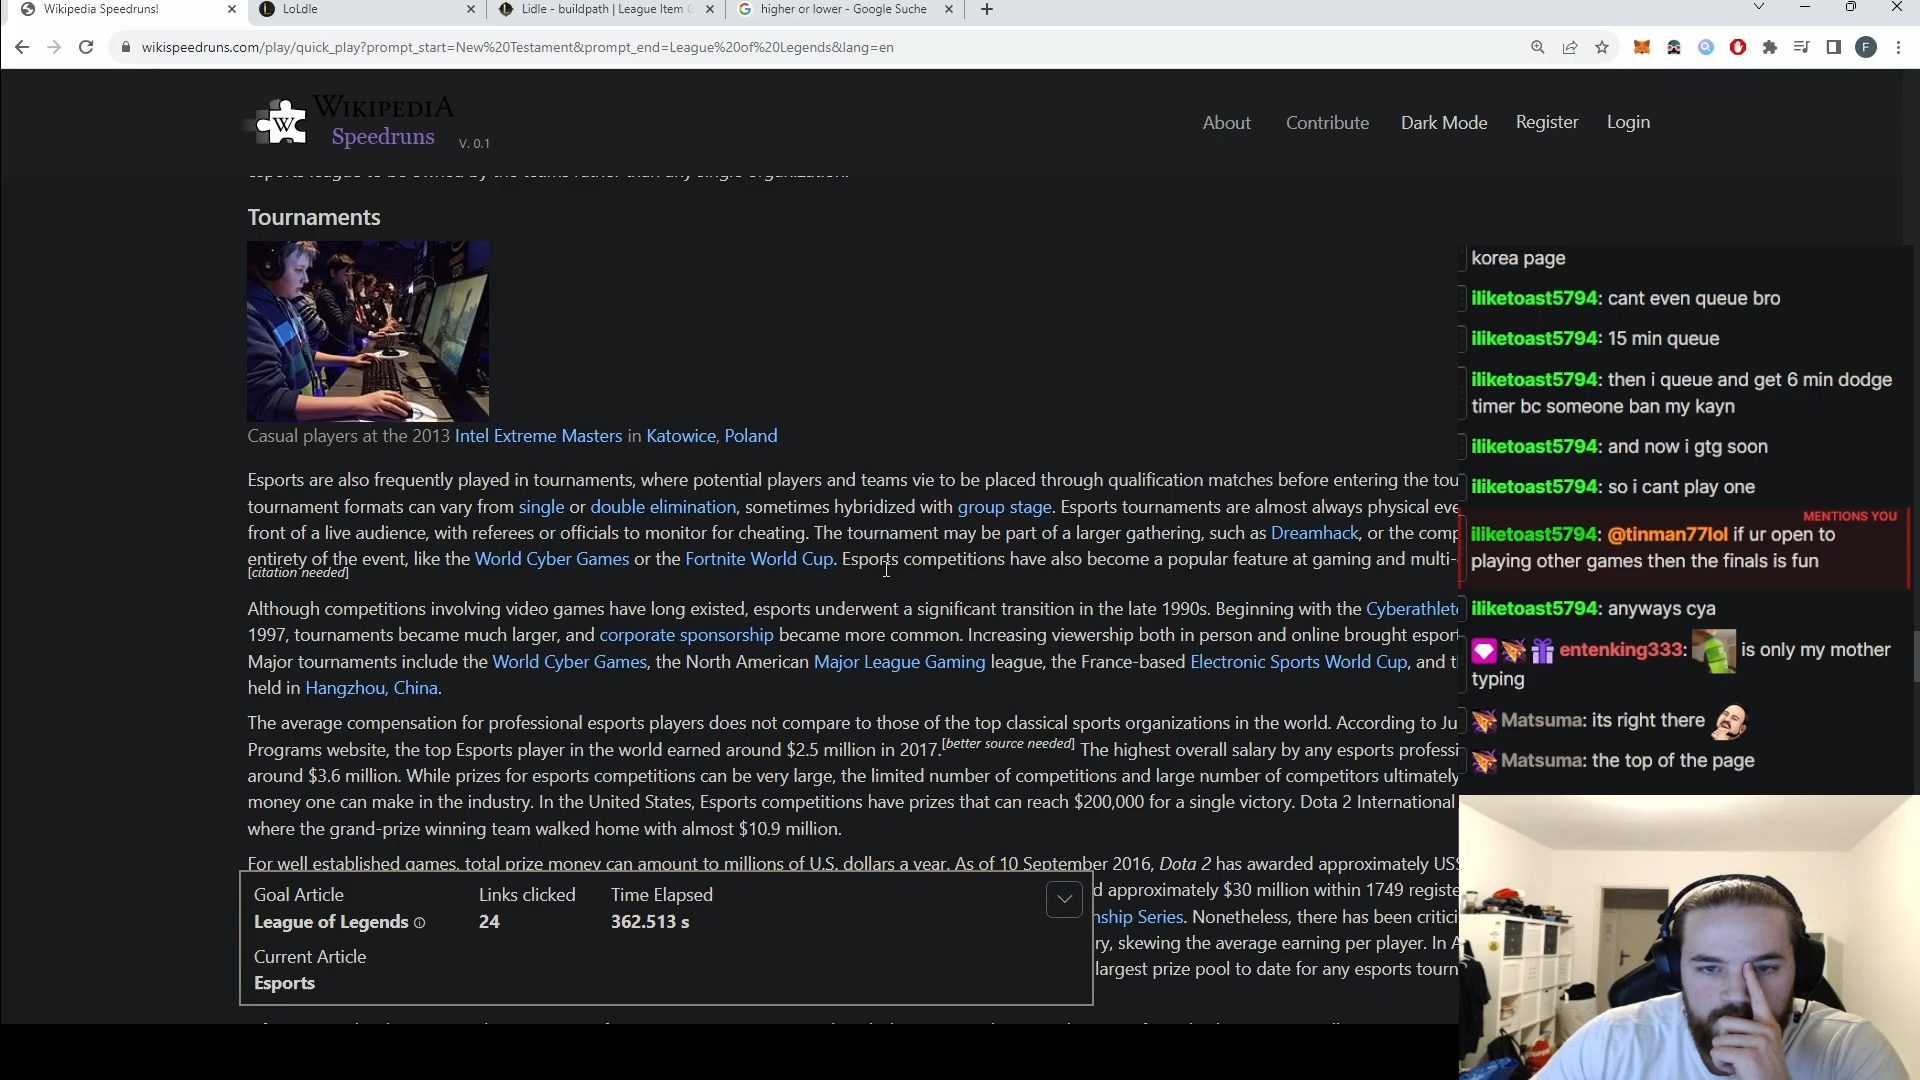 Wikipedia Speedruns!
LoLdle
Lidle - buildpath | League Item G
higher or lower - Google Suche
wikispeedruns.com/play/quick_play?prompt_start=New%20Testament&prompt_end=League%20of%20Legends&lang=en
F
W
WIKIPEDIA
Speedruns
V. 0.1
About
Contribute
Dark Mode
Register
Login
esports league to be owned by the teams rather than any single organization.
Tournaments
Casual players at the 2013 Intel Extreme Masters in Katowice, Poland
Esports are also frequently played in tournaments, where potential players and teams vie to be placed through qualification matches before entering the tou
tournament formats can vary from single or double elimination, sometimes hybridized with group stage. Esports tournaments are almost always physical eve
front of a live audience, with referees or officials to monitor for cheating. The tournament may be part of a larger gathering, such as Dreamhack, or the comp
entirety of the event, like the World Cyber Games or the Fortnite World Cup. Esports competitions have also become a popular feature at gaming and multi-
[citation needed]
Although competitions involving video games have long existed, esports underwent a significant transition in the late 1990s. Beginning with the Cyberathlete
1997, tournaments became much larger, and corporate sponsorship became more common. Increasing viewership both in person and online brought esport
Major tournaments include the World Cyber Games, the North American Major League Gaming league, the France-based Electronic Sports World Cup, and t
held in Hangzhou, China.
The average compensation for professional esports players does not compare to those of the top classical sports organizations in the world. According to Ju
Programs website, the top Esports player in the world earned around $2.5 million in 2017.[better source needed] The highest overall salary by any esports professi
around $3.6 million. While prizes for esports competitions can be very large, the limited number of competitions and large number of competitors ultimately
money one can make in the industry. In the United States, Esports competitions have prizes that can reach $200,000 for a single victory. Dota 2 International
where the grand-prize winning team walked home with almost $10.9 million.
For well established games, total prize money can amount to millions of U.S. dollars a year. As of 10 September 2016, Dota 2 has awarded approximately US$
d approximately $30 million within 1749 registe
nship Series. Nonetheless, there has been critici
ry, skewing the average earning per player. In A
largest prize pool to date for any esports tourn
Goal Article
Links clicked
Time Elapsed
League of Legends
24
362.513 s
Current Article
Esports
korea page
iliketoast5794: cant even queue bro
iliketoast5794: 15 min queue
iliketoast5794: then i queue and get 6 min dodge
timer bc someone ban my kayn
iliketoast5794: and now i gtg soon
iliketoast5794: so i cant play one
MENTIONS YOU
iliketoast5794: @tinman77lol if ur open to
playing other games then the finals is fun
iliketoast5794: anyways cya
entenking333: is only my mother
typing
Matsuma: its right there
Matsuma: the top of the page